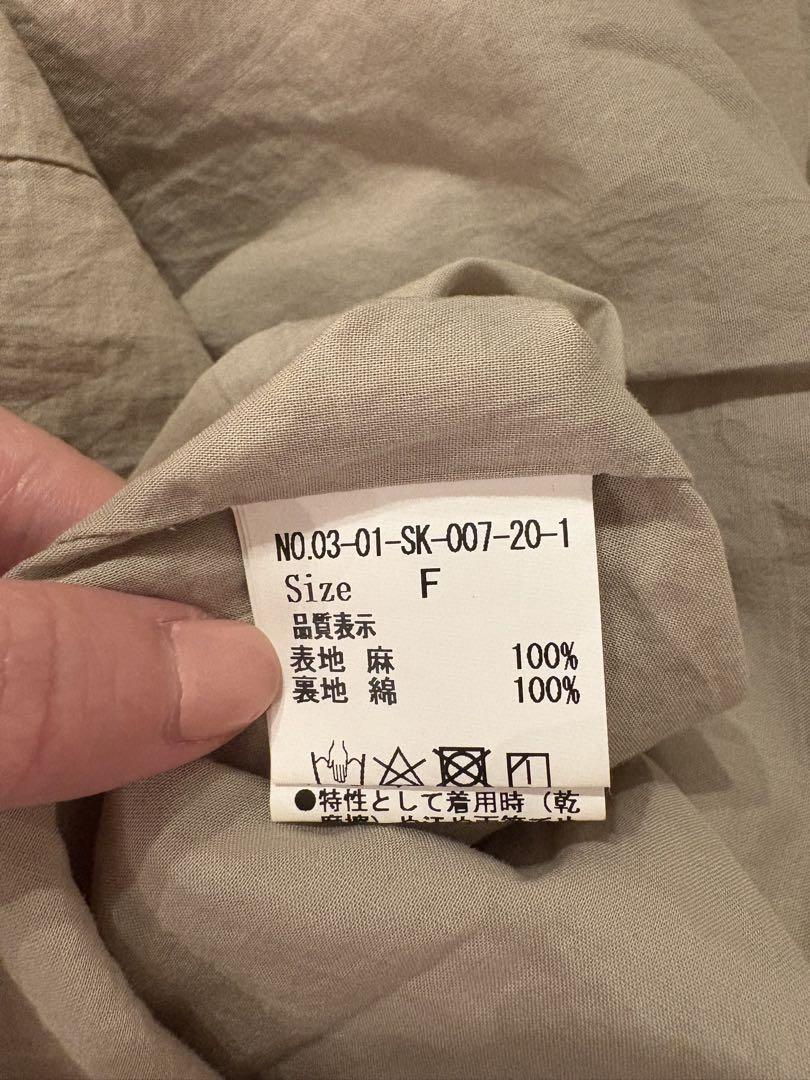 NO.03-01-SK-007-20-1
Size F
品質表示
表地 麻 100%
裏地 綿 100%
●特性として着用時（乾